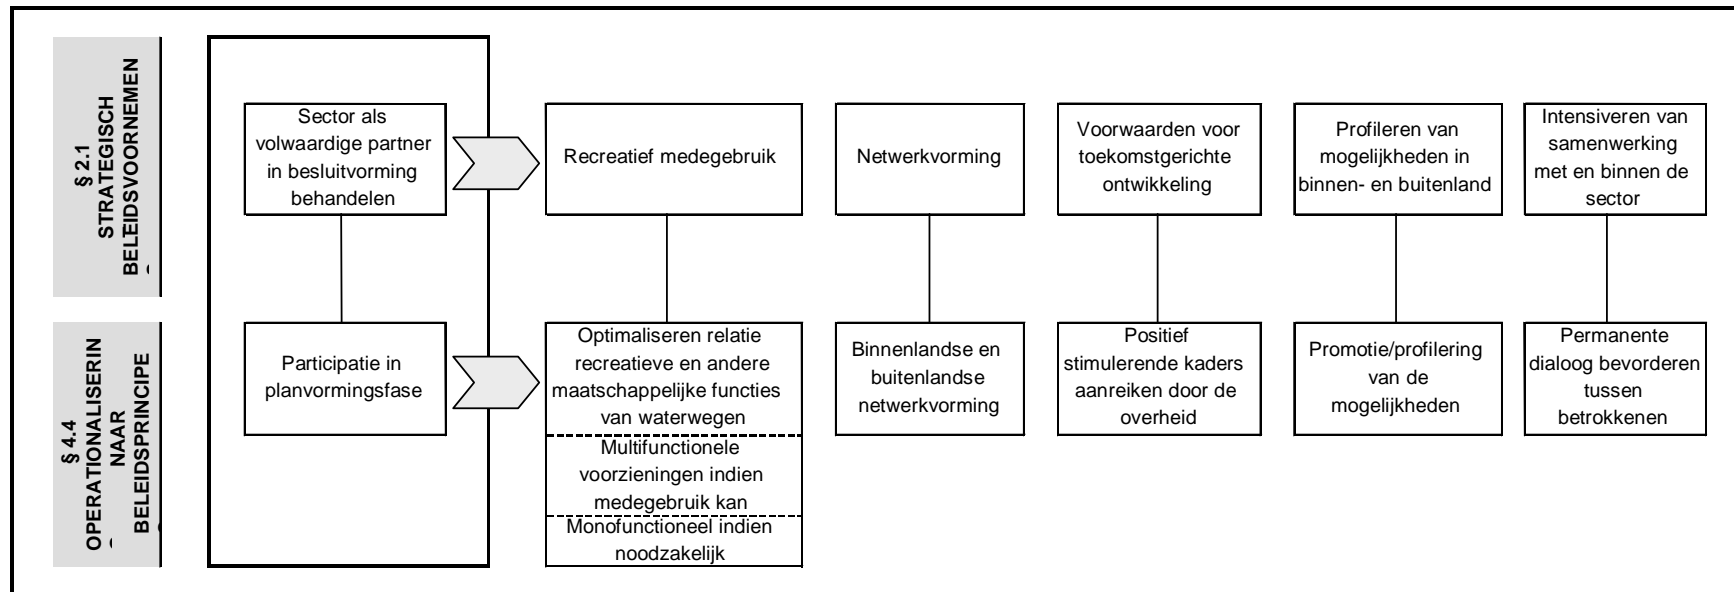 § 2.1
STRATEGISCH
BELEIDSVOORNEMEN
Sector als
volwaardige partner
in besluitvorming
behandelen
Recreatief medegebruik
Netwerkvorming
Voorwaarden voor
toekomstgerichte
ontwikkeling
Profileren van
mogelijkheden in
binnen- en buitenland
Intensiveren van
samenwerking
met en binnen de
sector
§ 4.4
OPERATIONALISERIN
NAAR
BELEIDSPRINCIPE
Participatie in
planvormingsfase
Optimaliseren relatie
recreatieve en andere
maatschappelijke functies
van waterwegen
Multifunctionele
voorzieningen indien
medegebruik kan
Monofunctioneel indien
noodzakelijk
Binnenlandse en
buitenlandse
netwerkvorming
Positief
stimulerende kaders
aanreiken door de
overheid
Promotie/profilering
van de
mogelijkheden
Permanente
dialoog bevorderen
tussen
betrokkenen